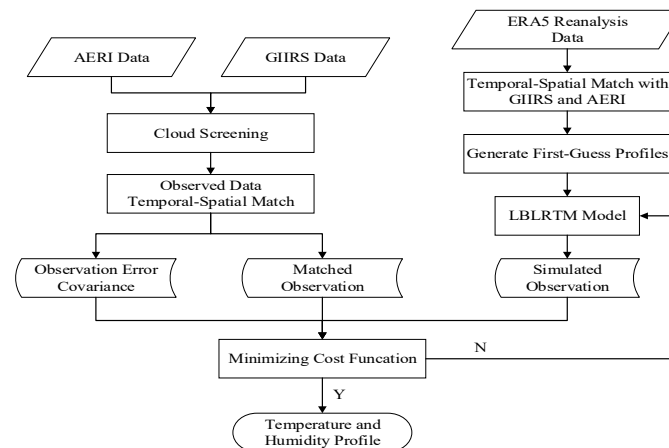 ERA5 Reanalysis
Data
AERI Data
GIIRS Data
Temporal-Spatial Match with
GIIRS and AERI
Cloud Screening
Generate First-Guess Profiles
Observed Data
Temporal-Spatial Match
LBLRTM Model
Observation Error
Covariance
Matched
Observation
Simulated
Observation
Minimizing Cost Funcation
N
Y
Temperature and
Humidity Profile